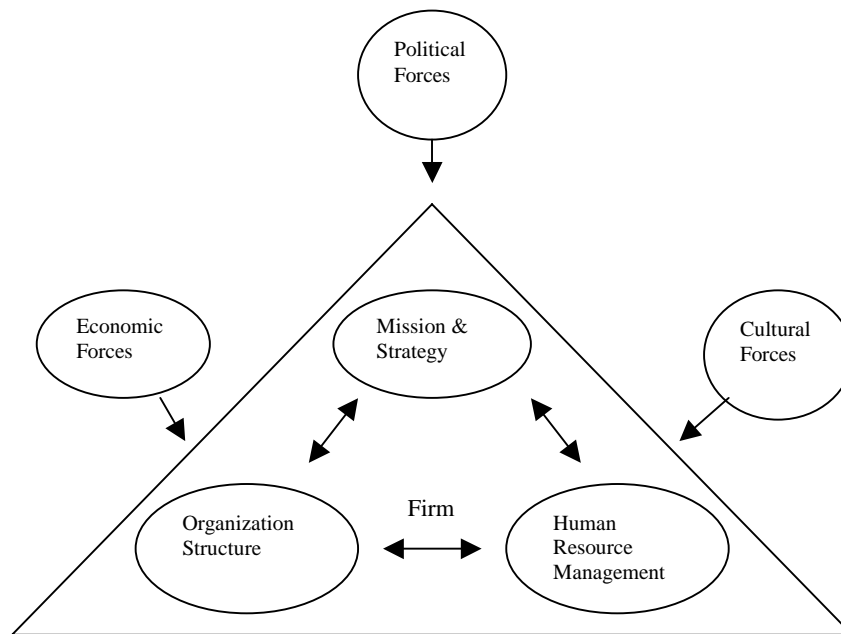 Political
Forces
Economic
Forces
Mission &
Strategy
Cultural
Forces
Organization
Structure
Firm
Human
Resource
Management